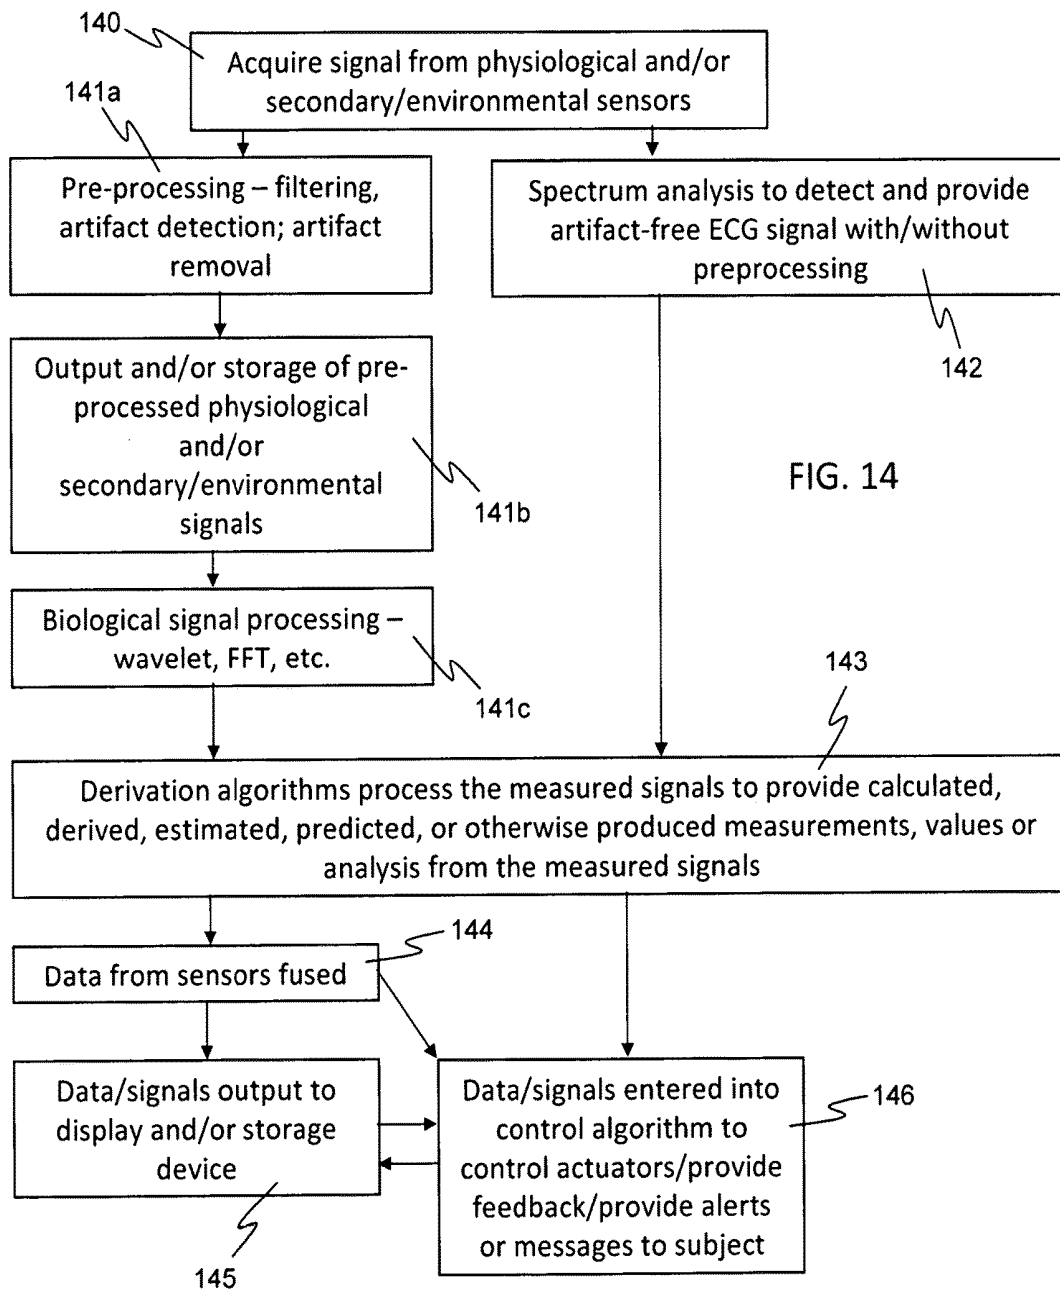 140
Acquire signal from physiological and/or
secondary/environmental sensors
141a
Pre-processing – filtering,
artifact detection; artifact
removal
Spectrum analysis to detect and provide
artifact-free ECG signal with/without
preprocessing
142
Output and/or storage of pre-
processed physiological
and/or
secondary/environmental
signals
141b
FIG. 14
Biological signal processing –
wavelet, FFT, etc.
141c
143
Derivation algorithms process the measured signals to provide calculated,
derived, estimated, predicted, or otherwise produced measurements, values or
analysis from the measured signals
144
Data from sensors fused
Data/signals output to
display and/or storage
device
145
Data/signals entered into
control algorithm to
control actuators/provide
feedback/provide alerts
or messages to subject
146